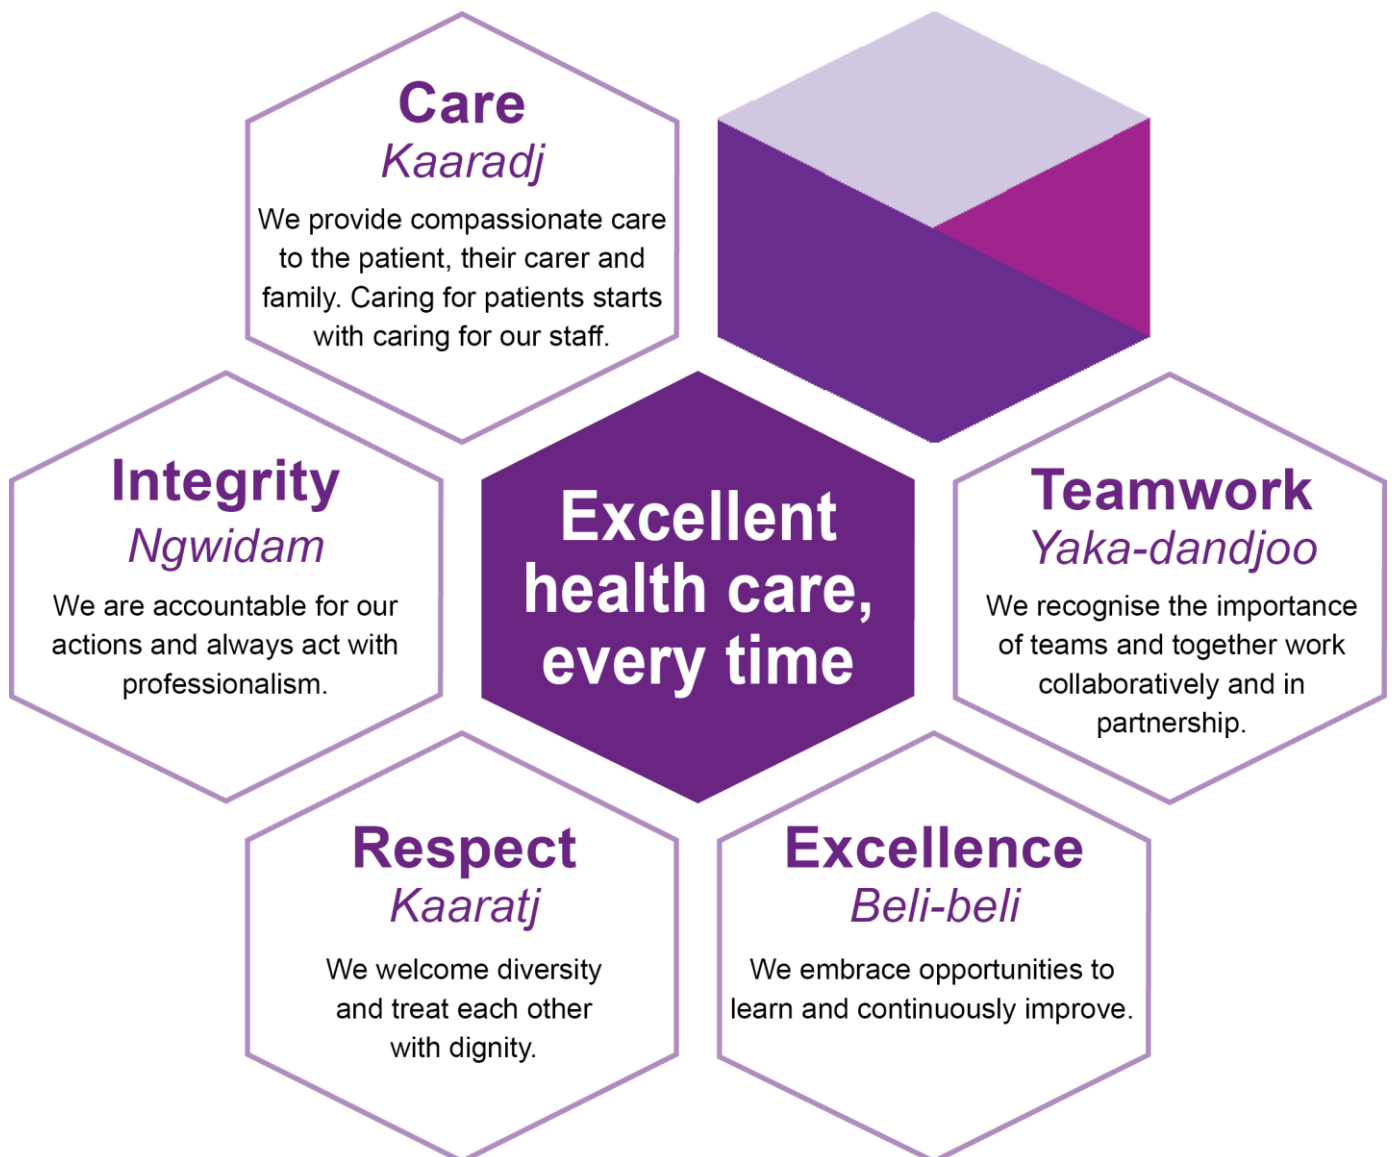 Care
Kaaradj
We provide compassionate care
to the patient, their carer and
family. Caring for patients starts
with caring for our staff.
Integrity
Ngwidam
We are accountable for our
actions and always act with
professionalism.
Excellent
health care,
every time
Teamwork
Yaka-dandjoo
We recognise the importance
of teams and together work
collaboratively and in
partnership.
Respect
Kaaratj
We welcome diversity
and treat each other
with dignity.
Excellence
Beli-beli
We embrace opportunities to
learn and continuously improve.